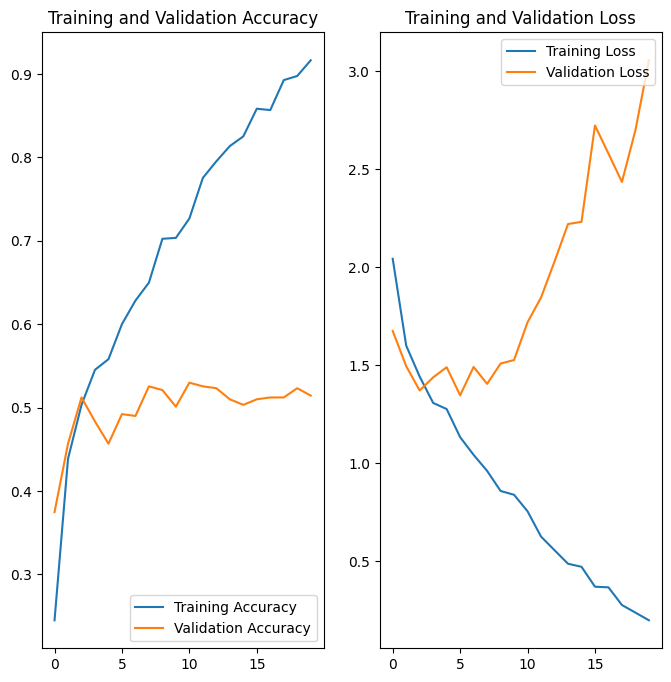 Training and Validation Accuracy
0.9
0.8
0.7
0.6
0.5
0.4
0.3
0 5 10 15
Training Accuracy
Validation Accuracy
Training and Validation Loss
3.0
2.5
2.0
1.5
1.0
0.5
0 5 10 15
Training Loss
Validation Loss